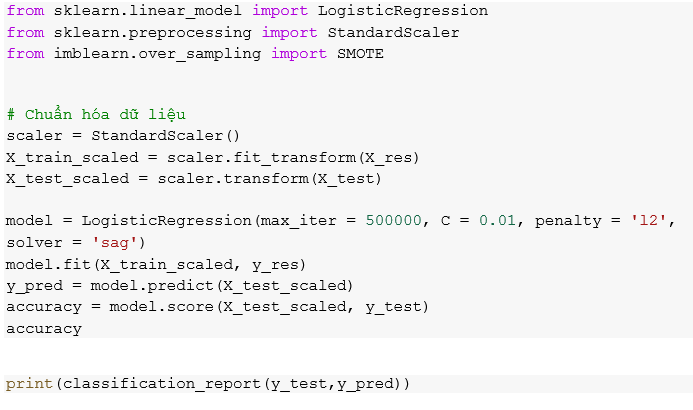 from sklearn.linear_model import LogisticRegression
from sklearn.preprocessing import StandardScaler
from imblearn.over_sampling import SMOTE
# Chuẩn hóa dữ liệu
scaler = StandardScaler()
X_train_scaled = scaler.fit_transform(X_res)
X_test_scaled = scaler.transform(X_test)
model = LogisticRegression(max_iter = 500000, C = 0.01, penalty = 'l2',
solver = 'sag')
model.fit(X_train_scaled, y_res)
y_pred = model.predict(X_test_scaled)
accuracy = model.score(X_test_scaled, y_test)
accuracy
print(classification_report(y_test,y_pred))